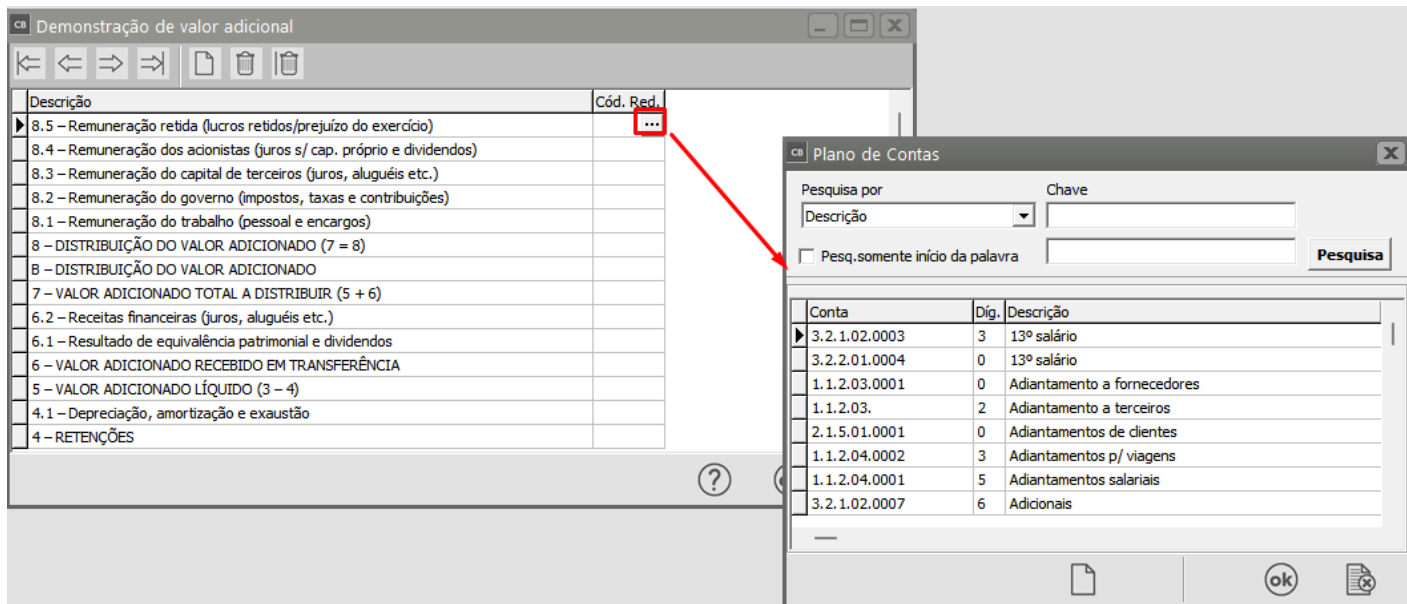 CB Demonstração de valor adicional
Descrição Cód. Red.
8.5 – Remuneração retida (lucros retidos/prejuízo do exercício) ...
8.4 – Remuneração dos acionistas (juros s/ cap. próprio e dividendos)
8.3 – Remuneração do capital de terceiros (juros, aluguéis etc.)
8.2 – Remuneração do governo (impostos, taxas e contribuições)
8.1 – Remuneração do trabalho (pessoal e encargos)
8 – DISTRIBUIÇÃO DO VALOR ADICIONADO (7 = 8)
B – DISTRIBUIÇÃO DO VALOR ADICIONADO
7 – VALOR ADICIONADO TOTAL A DISTRIBUIR (5 + 6)
6.2 – Receitas financeiras (juros, aluguéis etc.)
6.1 – Resultado de equivalência patrimonial e dividendos
6 – VALOR ADICIONADO RECEBIDO EM TRANSFERÊNCIA
5 – VALOR ADICIONADO LÍQUIDO (3 – 4)
4.1 – Depreciação, amortização e exaustão
4 – RETENÇÕES
?
CB Plano de Contas
Pesquisa por Chave
Descrição
Pesq.somente início da palavra Pesquisa
Conta Díg. Descrição
3.2.1.02.0003 3 13º salário
3.2.2.01.0004 0 13º salário
1.1.2.03.0001 0 Adiantamento a fornecedores
1.1.2.03. 2 Adiantamento a terceiros
2.1.5.01.0001 0 Adiantamentos de clientes
1.1.2.04.0002 3 Adiantamentos p/ viagens
1.1.2.04.0001 5 Adiantamentos salariais
3.2.1.02.0007 6 Adicionais
ok